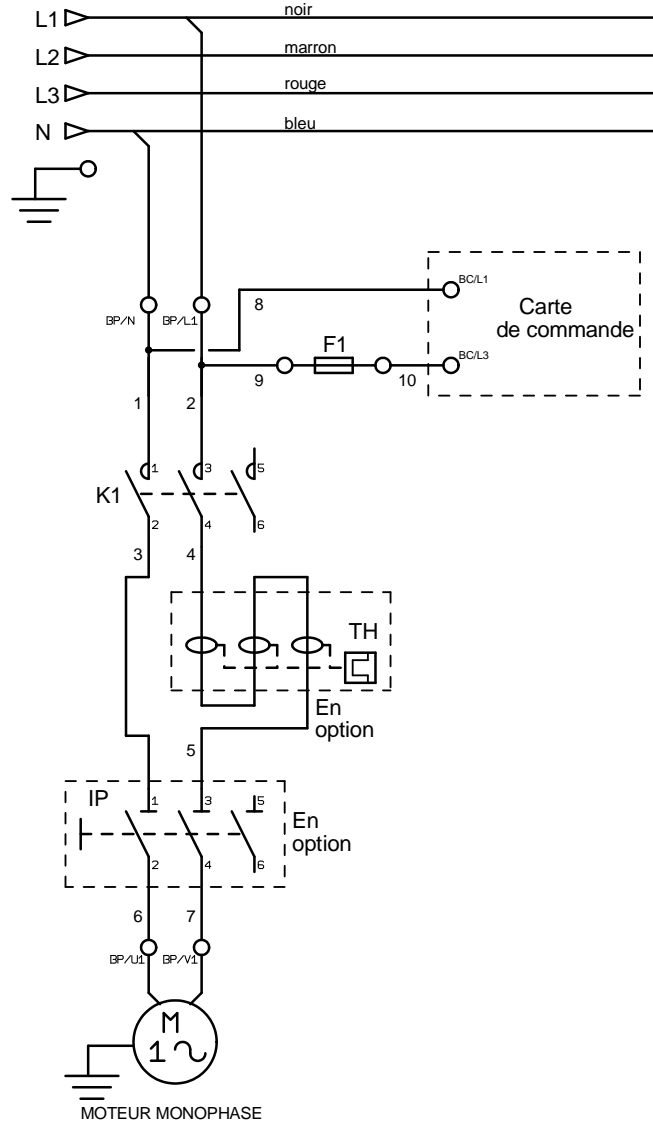 L1
noir
L2
marron
L3
rouge
N
bleu
BC/L1
8
Carte
de commande
BP/N
BP/L1
F1
BC/L3
9
10
1
2
1
3
5
K1
2
4
6
3
4
TH
En
option
5
IP
1
3
5
En
option
2
4
6
6
7
BP/U1
BP/V1
M
1
MOTEUR MONOPHASE